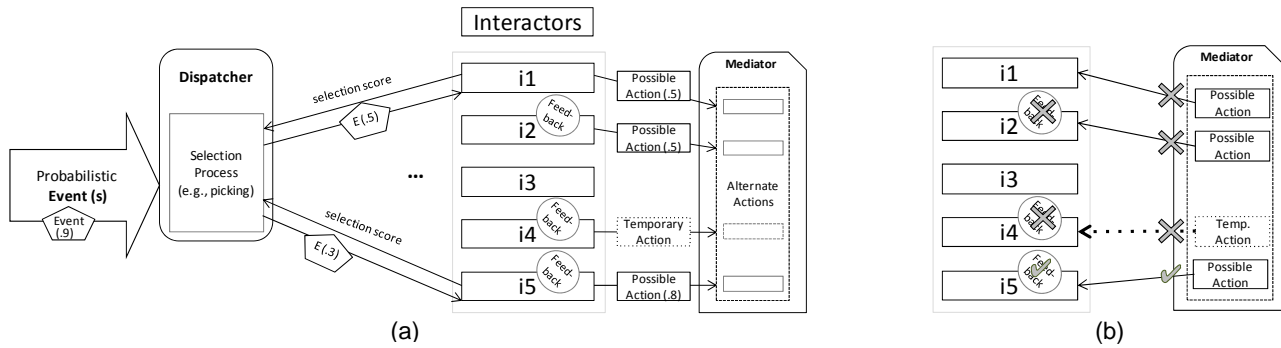 Interactors
Dispatcher
Selection
Process
(e.g., picking)
Probabilistic
Event (s)
Event
(.9)
selection score
E (.5)
...
selection score
E (.3)
i1
Feed-
back
i2
i3
Feed-
back
i4
Feed-
back
i5
Possible
Action (.5)
Possible
Action (.5)
Temporary
Action
Possible
Action (.8)
Mediator
Alternate
Actions
(a)
i1
Feed-
back
i2
i3
Feed-
back
i4
Feed-
back
i5
Mediator
Possible
Action
Possible
Action
Temp.
Action
Possible
Action
(b)